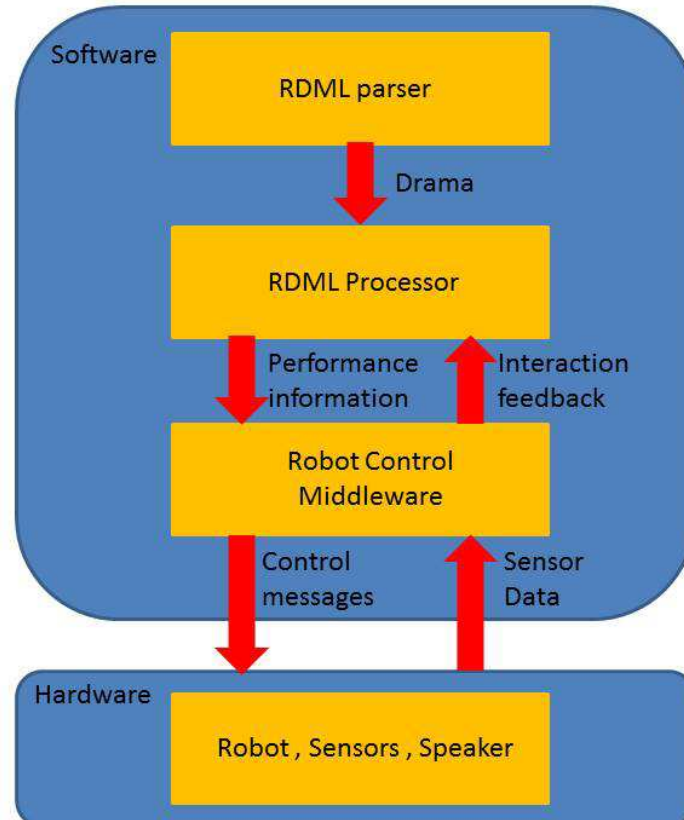 Software
RDML parser
Drama
RDML Processor
Performance
information
Interaction
feedback
Robot Control
Middleware
Control
messages
Sensor
Data
Hardware
Robot , Sensors , Speaker